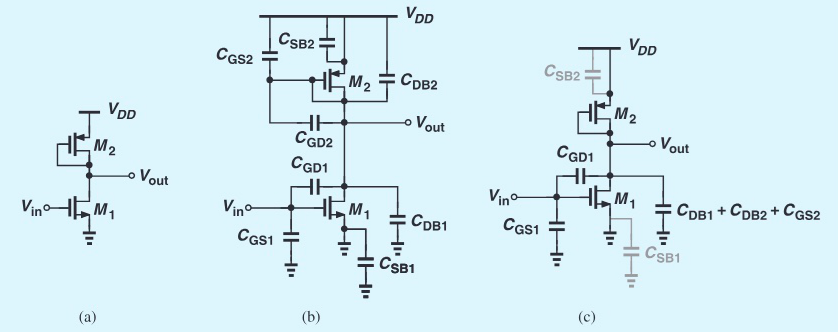 V_DD
M_2
V_out
V_in
M_1
(a)
V_DD
C_GS2
C_SB2
M_2
C_DB2
C_GD2
V_out
C_GD1
V_in
M_1
C_GS1
C_DB1
C_SB1
(b)
V_DD
C_SB2
M_2
V_out
C_GD1
V_in
M_1
C_GS1
C_DB1 + C_DB2 + C_GS2
C_SB1
(c)